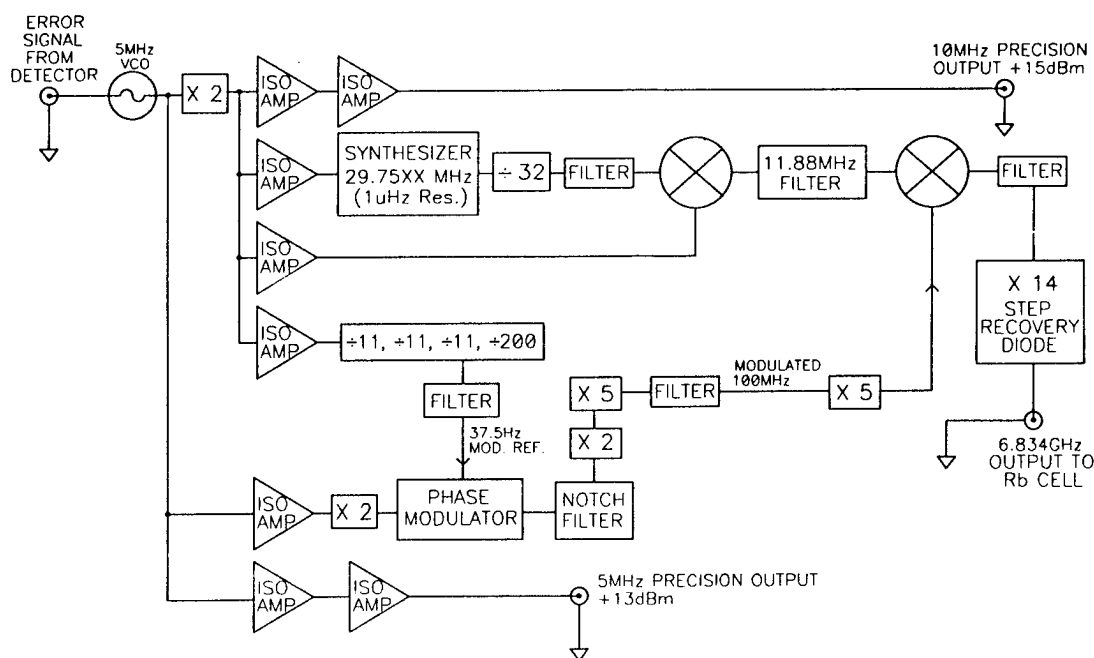 ERROR
SIGNAL
FROM
DETECTOR
5MHz
VCO
X 2
ISO
AMP
ISO
AMP
10MHz PRECISION
OUTPUT +15dBm
ISO
AMP
SYNTHESIZER
29.75XX MHz
(1uHz Res.)
÷ 32
FILTER
11.88MHz
FILTER
FILTER
ISO
AMP
X 14
STEP
RECOVERY
DIODE
ISO
AMP
÷11, ÷11, ÷11, ÷200
FILTER
37.5Hz
MOD. REF.
X 5
FILTER
MODULATED
100MHz
X 5
X 2
6.834GHz
OUTPUT TO
Rb CELL
ISO
AMP
X 2
PHASE
MODULATOR
NOTCH
FILTER
ISO
AMP
ISO
AMP
5MHz PRECISION OUTPUT
+13dBm